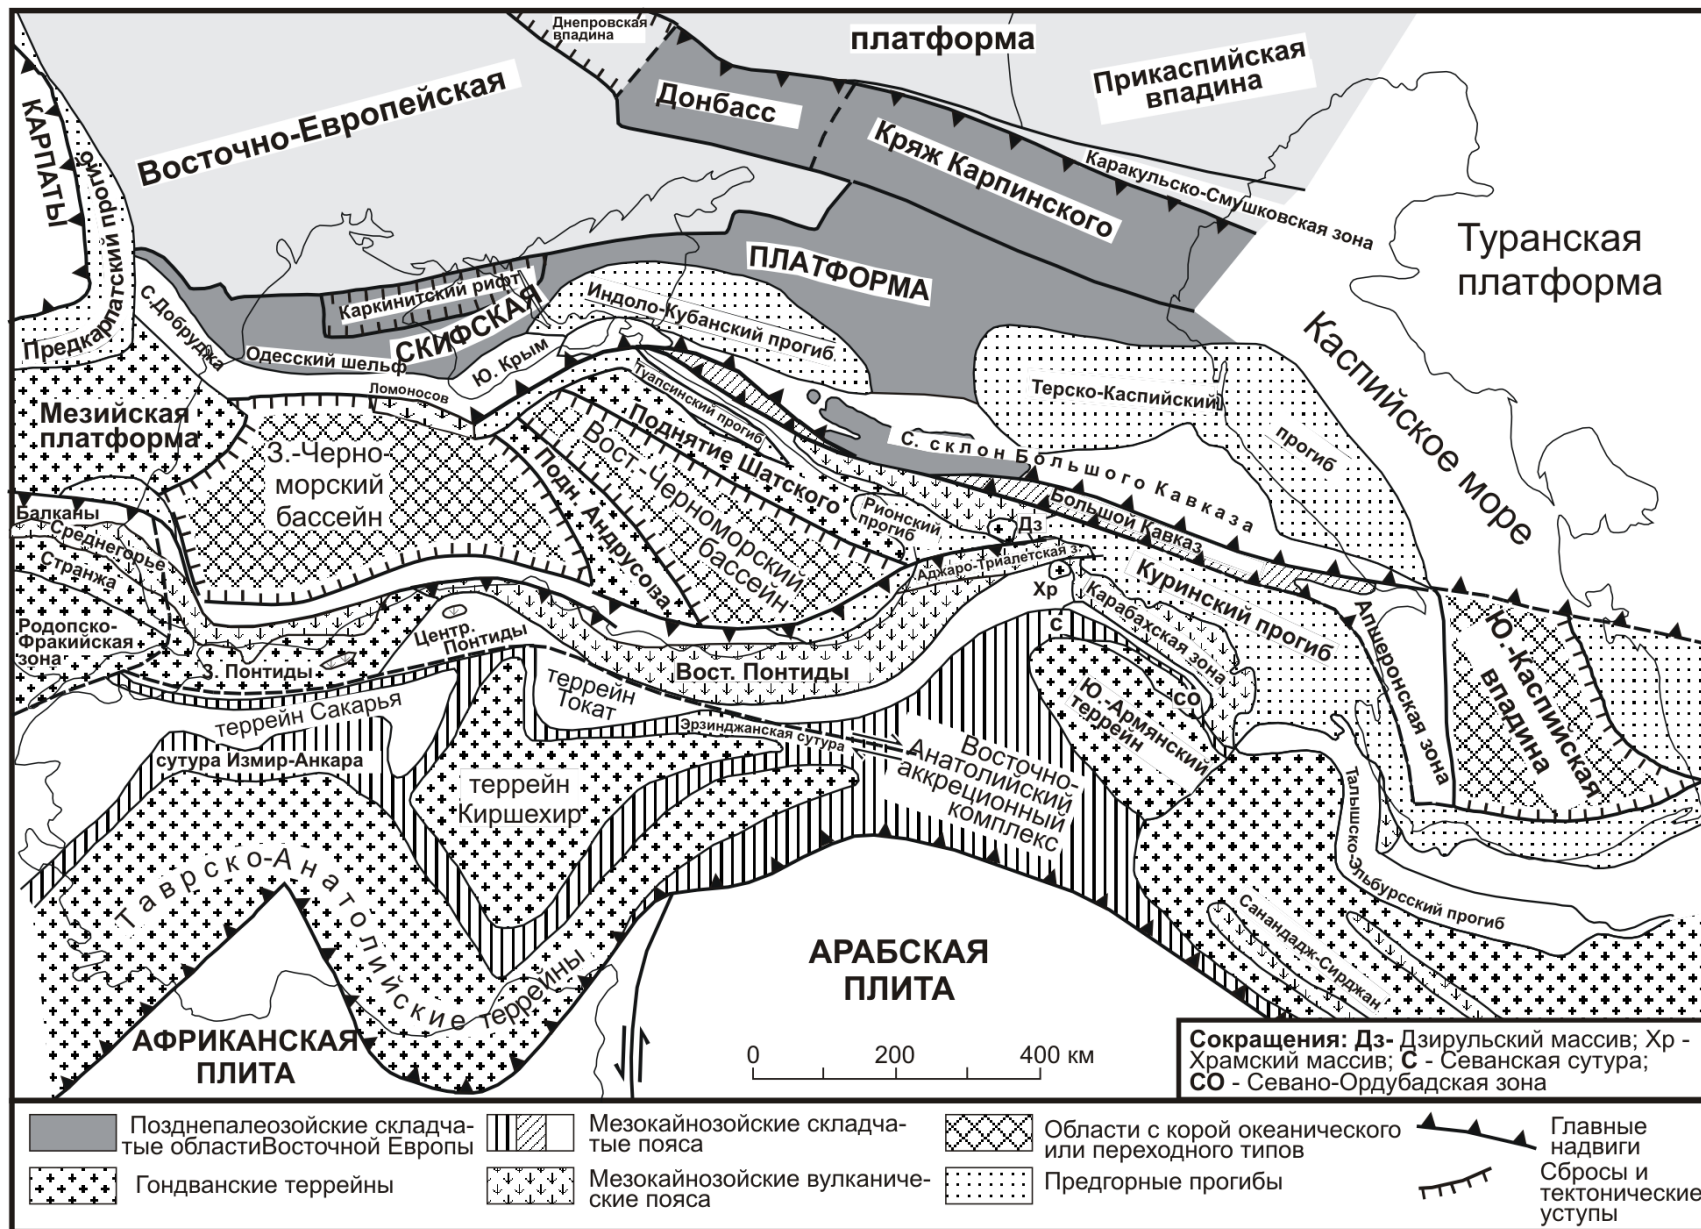 Днепровская
впадина
платформа
Прикаспийская
впадина
Восточно-Европейская
Донбасс
Кряж Карпинского
Каракульско-Смушковская зона
КАРПАТЫ
Предкарпатский прогиб
Туранская
платформа
ПЛАТФОРМА
СКИФСКАЯ
Каркинитский рифт
Индоло-Кубанский прогиб
С.Добруджа
Одесский шельф
Ю. Крым
Ломоносов
Туапсинский прогиб
Терско-Каспийский
прогиб
Каспийское море
Мезийская
платформа
З.-Черно-
морский
бассейн
Поднятие Шатского
Вост.-Черноморский
бассейн
Подн. Андрусова
С. склон Большого Кавказа
Большой Кавказ
Рионский
прогиб
Дз
Аджаро-Триалетская з.
Хр
Балканы
Среднегорье
Странжа
Родопско-
Фракийская
зона
З. Понтиды
Центр.
Понтиды
Вост. Понтиды
Куринский прогиб
Карабахская зона
С
СО
Апшеронская зона
Ю.-Каспийская
впадина
Ю-Армянский
террейн
террейн Сакарья
террейн
Токат
Эрзинджанская сутура
сутура Измир-Анкара
террейн
Киршехир
Восточно-
Анатолийский
аккреционный
комплекс
Талышско-Эльбурсский прогиб
Таврско-Анатолийские террейны
Санандадж-Сирджан
АРАБСКАЯ
ПЛИТА
АФРИКАНСКАЯ
ПЛИТА
0 200 400 км
Сокращения: Дз- Дзирульский массив; Хр -
Храмский массив; С - Севанская сутура;
СО - Севано-Ордубадская зона
Позднепалеозойские складча-
тые областиВосточной Европы
Гондванские террейны
Мезокайнозойские складча-
тые пояса
Мезокайнозойские вулканиче-
ские пояса
Области с корой океанического
или переходного типов
Предгорные прогибы
Главные
надвиги
Сбросы и
тектонические
уступы